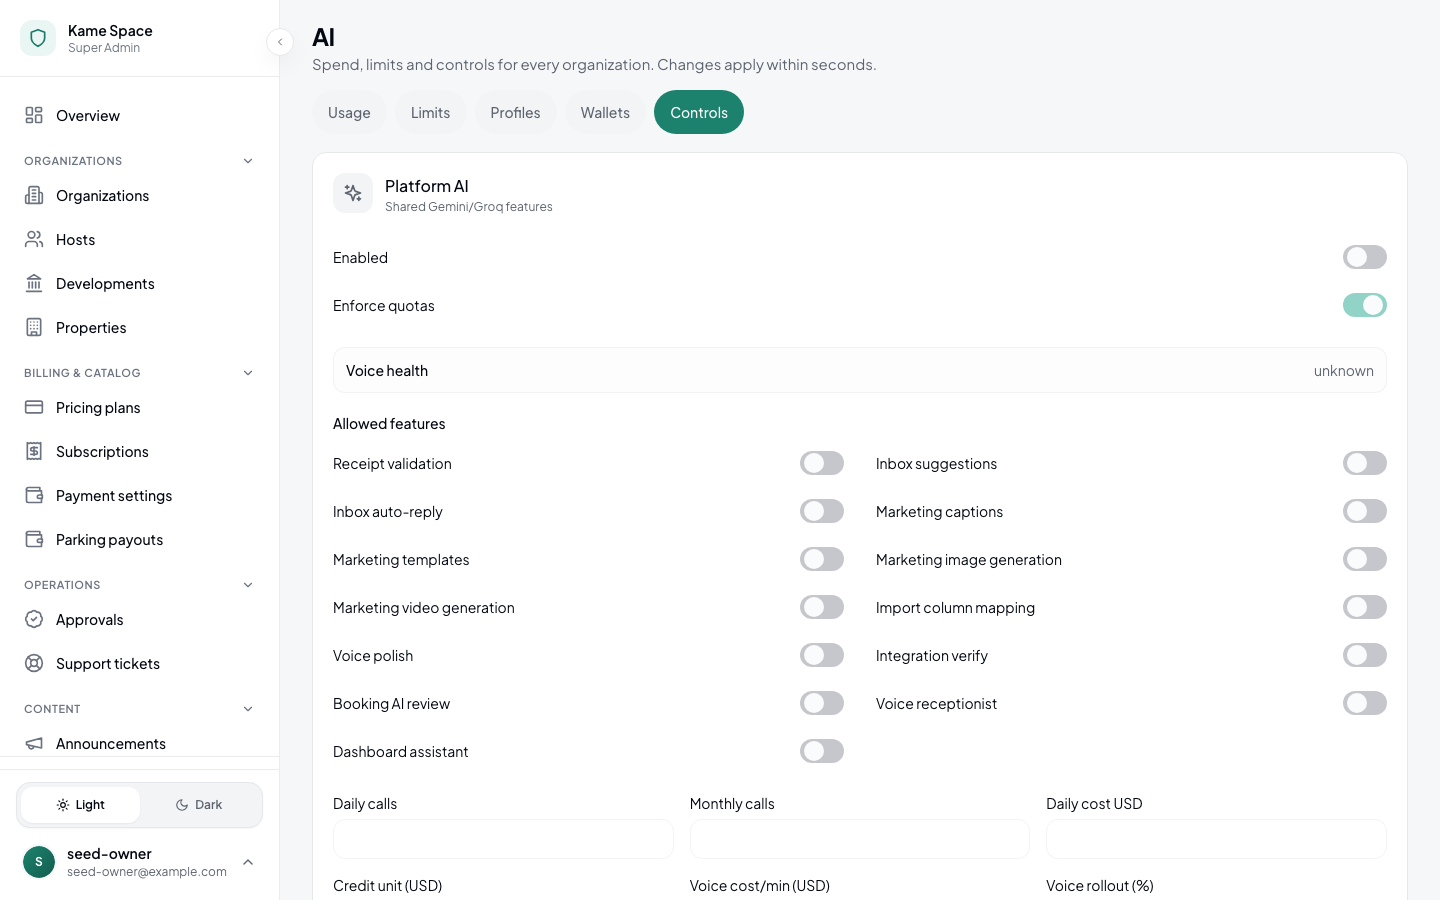 Kame Space
Super Admin
Overview
ORGANIZATIONS
Organizations
Hosts
Developments
Properties
BILLING & CATALOG
Pricing plans
Subscriptions
Payment settings
Parking payouts
OPERATIONS
Approvals
Support tickets
CONTENT
Announcements
Light
Dark
S
seed-owner
seed-owner@example.com
AI
Spend, limits and controls for every organization. Changes apply within seconds.
Usage
Limits
Profiles
Wallets
Controls
Platform AI
Shared Gemini/Groq features
Enabled
Enforce quotas
Voice health
unknown
Allowed features
Receipt validation
Inbox suggestions
Inbox auto-reply
Marketing captions
Marketing templates
Marketing image generation
Marketing video generation
Import column mapping
Voice polish
Integration verify
Booking AI review
Voice receptionist
Dashboard assistant
Daily calls
Monthly calls
Daily cost USD
Credit unit (USD)
Voice cost/min (USD)
Voice rollout (%)